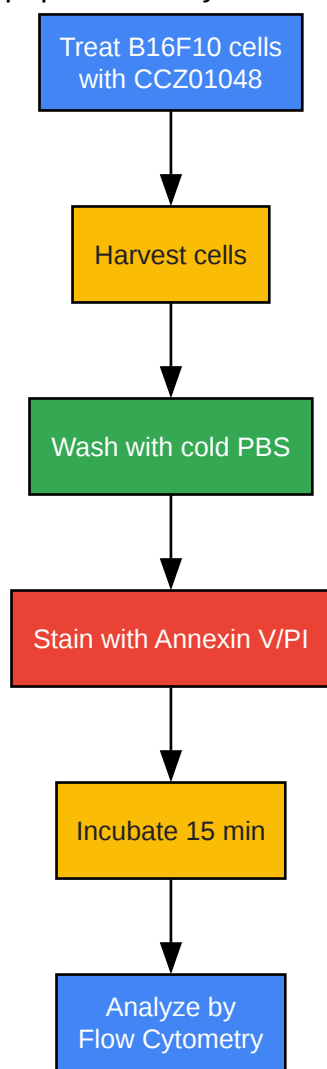 Treat B16F10 cells
with CCZ01048
Harvest cells
Wash with cold PBS
Stain with Annexin V/PI
Incubate 15 min
Analyze by
Flow Cytometry